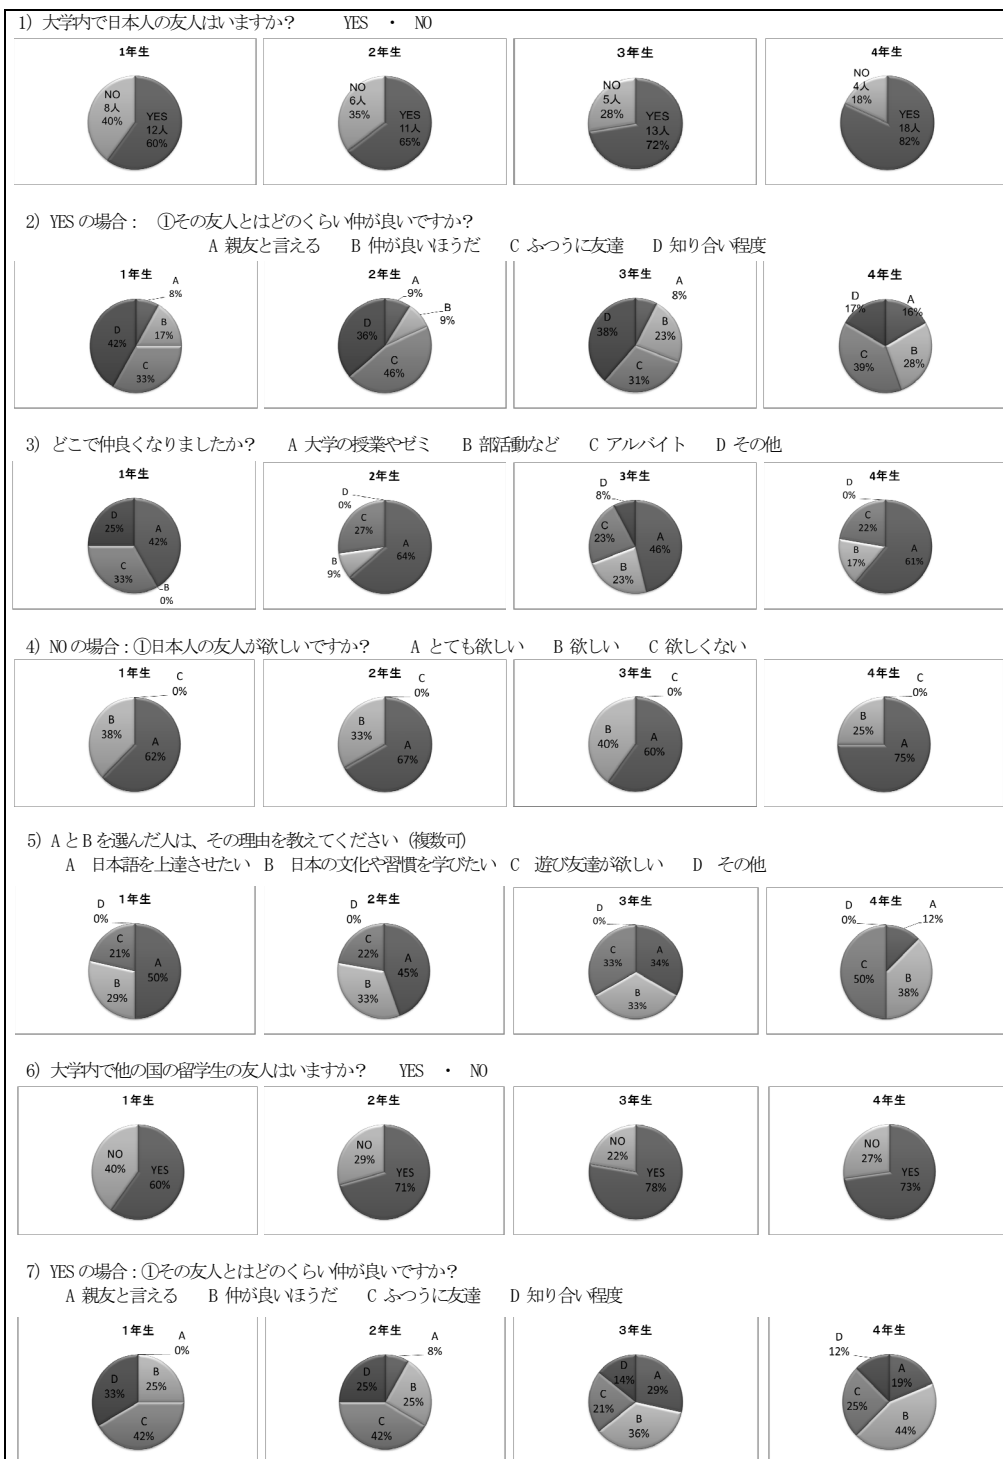 1) 大学内で日本人の友人はいますか？ YES ・ NO
1年生 2年生 3年生 4年生
NO 8人 40% YES 12人 60%
NO 6人 35% YES 11人 65%
NO 5人 28% YES 13人 72%
NO 4人 18% YES 18人 82%
2) YESの場合： ①その友人とはどのくらい仲が良いですか？
A 親友と言える B 仲が良いほうだ C ふつうに友達 D 知り合い程度
1年生 2年生 3年生 4年生
A 8% B 17% C 33% D 42%
A 9% B 9% C 46% D 36%
A 8% B 23% C 31% D 38%
A 16% B 28% C 39% D 17%
3) どこで仲良くなりましたか？ A 大学の授業やゼミ B 部活動など C アルバイト D その他
1年生 2年生 3年生 4年生
A 42% B 0% C 33% D 25%
A 64% B 9% C 27% D 0%
A 46% B 23% C 23% D 8%
A 61% B 17% C 22% D 0%
4) NOの場合：①日本人の友人が欲しいですか？ A とても欲しい B 欲しい C 欲しくない
1年生 2年生 3年生 4年生
A 62% B 38% C 0%
A 67% B 33% C 0%
A 60% B 40% C 0%
A 75% B 25% C 0%
5) AとBを選んだ人は、その理由を教えてください（複数可）
A 日本語を上達させたい B 日本の文化や習慣を学びたい C 遊び友達が欲しい D その他
1年生 2年生 3年生 4年生
A 50% B 29% C 21% D 0%
A 45% B 33% C 22% D 0%
A 34% B 33% C 33% D 0%
A 12% B 38% C 50% D 0%
6) 大学内で他の国の留学生の友人はいますか？ YES ・ NO
1年生 2年生 3年生 4年生
NO 40% YES 60%
NO 29% YES 71%
NO 22% YES 78%
NO 27% YES 73%
7) YESの場合：①その友人とはどのくらい仲が良いですか？
A 親友と言える B 仲が良いほうだ C ふつうに友達 D 知り合い程度
1年生 2年生 3年生 4年生
A 0% B 25% C 42% D 33%
A 8% B 25% C 42% D 25%
A 29% B 36% C 21% D 14%
A 19% B 44% C 25% D 12%